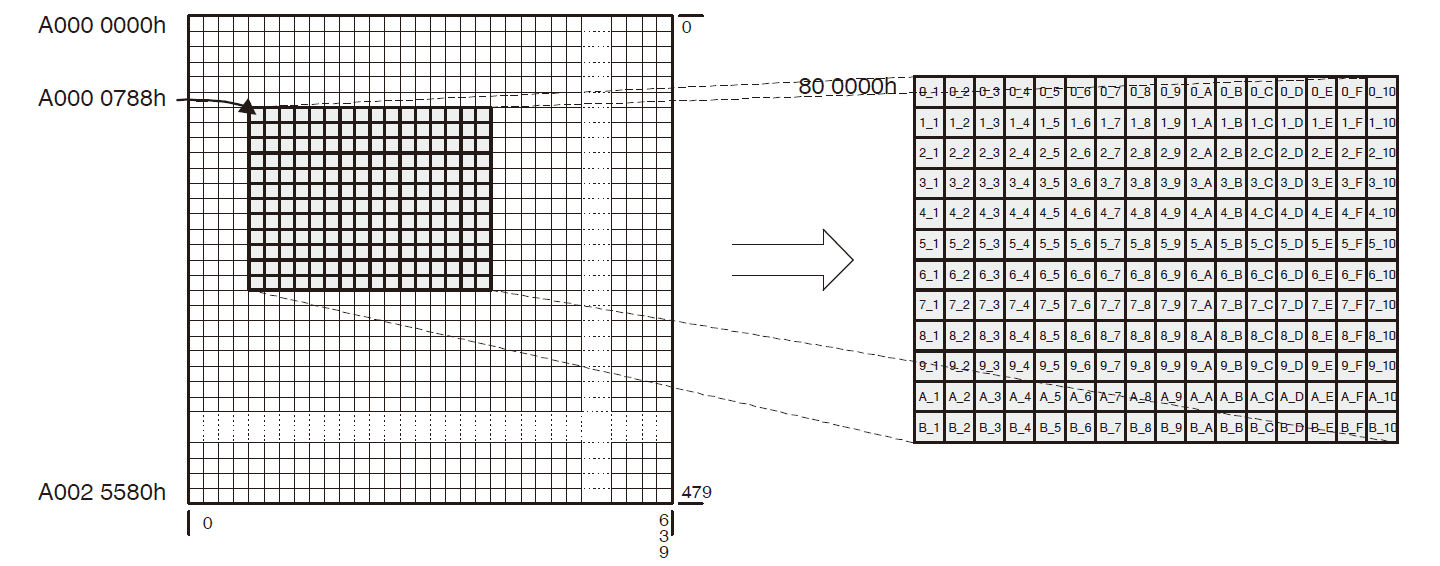 A000 0000h
0
A000 0788h
80 0000h
0_1 0_2 0_3 0_4 0_5 0_6 0_7 0_8 0_9 0_A 0_B 0_C 0_D 0_E 0_F 0_10
1_1 1_2 1_3 1_4 1_5 1_6 1_7 1_8 1_9 1_A 1_B 1_C 1_D 1_E 1_F 1_10
2_1 2_2 2_3 2_4 2_5 2_6 2_7 2_8 2_9 2_A 2_B 2_C 2_D 2_E 2_F 2_10
3_1 3_2 3_3 3_4 3_5 3_6 3_7 3_8 3_9 3_A 3_B 3_C 3_D 3_E 3_F 3_10
4_1 4_2 4_3 4_4 4_5 4_6 4_7 4_8 4_9 4_A 4_B 4_C 4_D 4_E 4_F 4_10
5_1 5_2 5_3 5_4 5_5 5_6 5_7 5_8 5_9 5_A 5_B 5_C 5_D 5_E 5_F 5_10
6_1 6_2 6_3 6_4 6_5 6_6 6_7 6_8 6_9 6_A 6_B 6_C 6_D 6_E 6_F 6_10
7_1 7_2 7_3 7_4 7_5 7_6 7_7 7_8 7_9 7_A 7_B 7_C 7_D 7_E 7_F 7_10
8_1 8_2 8_3 8_4 8_5 8_6 8_7 8_8 8_9 8_A 8_B 8_C 8_D 8_E 8_F 8_10
9_1 9_2 9_3 9_4 9_5 9_6 9_7 9_8 9_9 9_A 9_B 9_C 9_D 9_E 9_F 9_10
A_1 A_2 A_3 A_4 A_5 A_6 A_7 A_8 A_9 A_A A_B A_C A_D A_E A_F A_10
B_1 B_2 B_3 B_4 B_5 B_6 B_7 B_8 B_9 B_A B_B B_C B_D B_E B_F B_10
A002 5580h
479
0
6
3
9